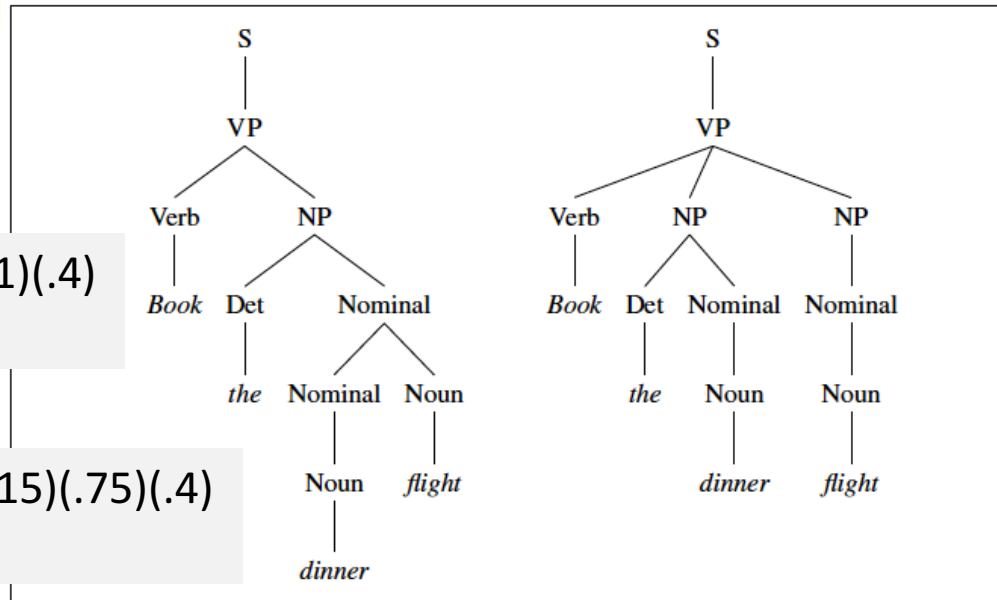 S S
VP VP
Verb NP Verb NP NP
1)(.4)
Book Det Nominal Book Det Nominal Nominal
the Nominal Noun the Noun Noun
15)(.75)(.4)
Noun flight dinner flight
dinner